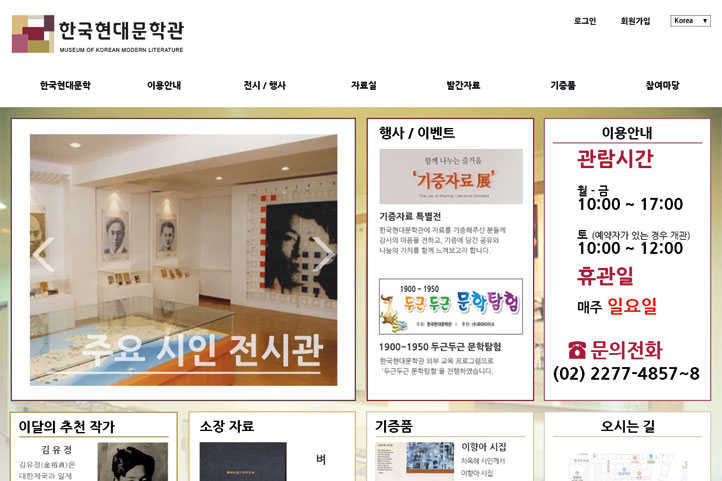 한국현대문학관
MUSEUM OF KOREAN MODERN LITERATURE
로그인 회원가입 Korea ▼
한국현대문학 이용안내 전시 / 행사 자료실 발간자료 기증품 참여마당
주요 시인 전시관
행사 / 이벤트
함께 나누는 즐거움
'기증자료 展'
The Joy of Sharing: Literature Donated
기증자료 특별전
한국현대문학관에 자료를 기증해주신 분들께
감사의 마음을 전하고, 기증에 담긴 공유와
나눔의 가치를 함께 느껴보고자 합니다.
1900 - 1950
두근두근 문학탐험
주최 : 한국현대문학관
1900-1950 두근두근 문학탐험
한국현대문학관 외부 교육 프로그램으로
'두근두근 문학탐험'을 진행하였습니다.
이용안내
관람시간
월 - 금
10:00 ~ 17:00
토 (예약자가 있는 경우 개관)
10:00 ~ 12:00
휴관일
매주 일요일
☎문의전화
(02) 2277-4857~8
이달의 추천 작가
김 유 정
김유정(金裕貞)은
대한제국과 일제
소장 자료
벼
기증품
이향아 시집
차옥혜 시인께서
이향아 시집
오시는 길